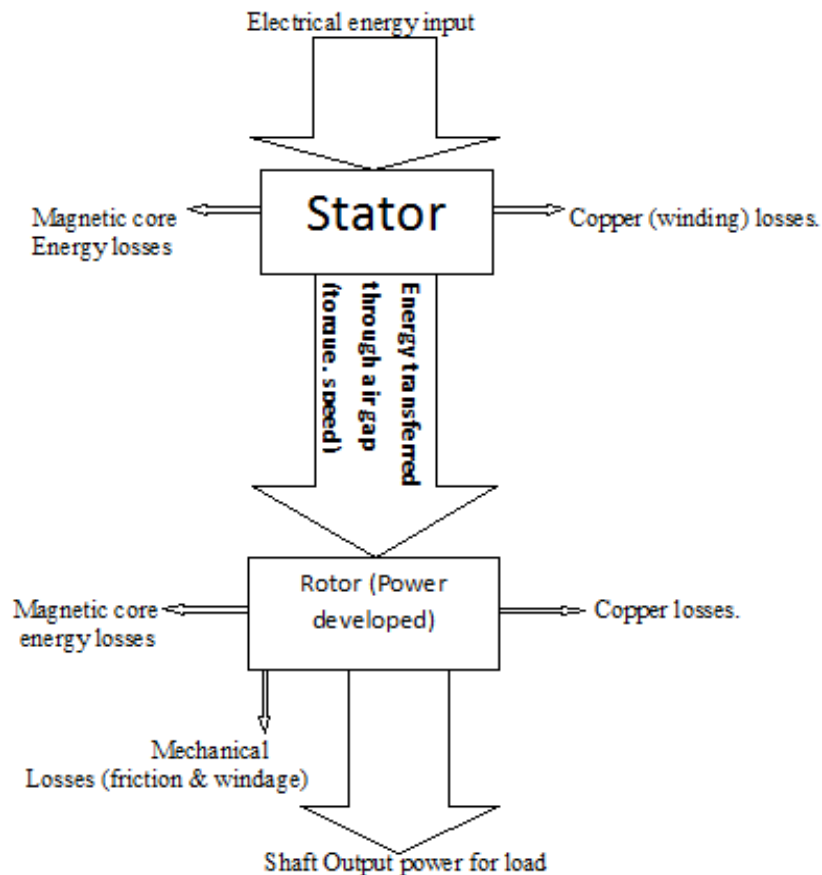 Electrical energy input
Stator
Magnetic core
Energy losses
Copper (winding) losses.
Energy transferred
through air gap
(torque, speed)
Rotor (Power
developed)
Magnetic core
energy losses
Copper losses.
Mechanical
Losses (friction & windage)
Shaft Output power for load